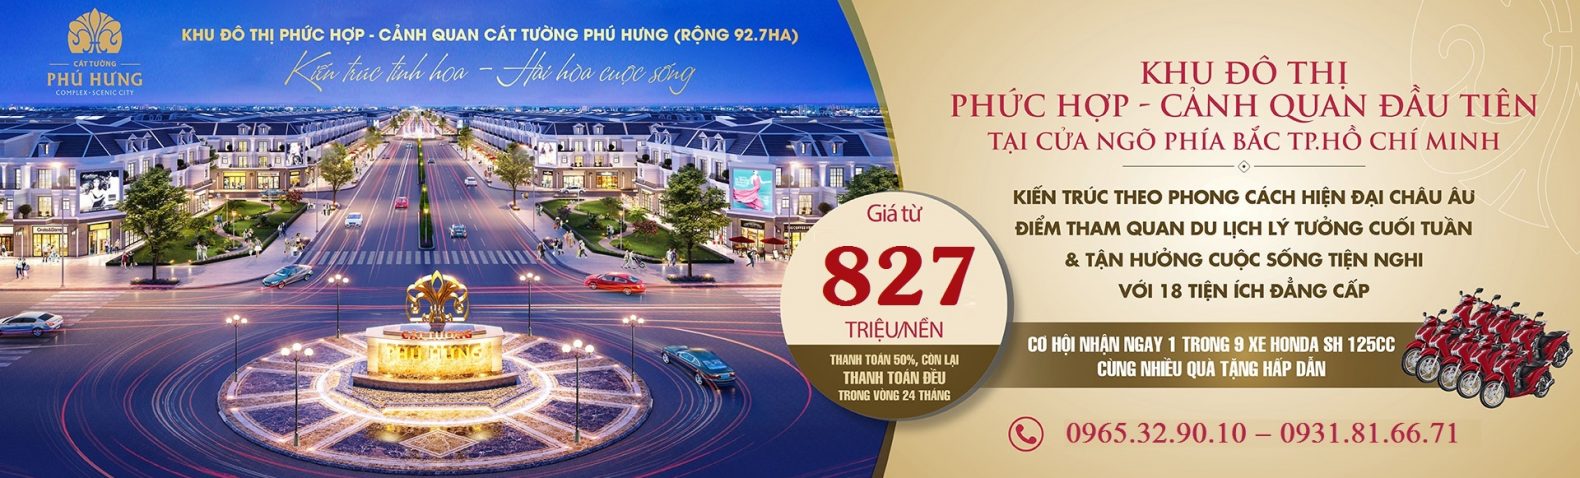 CÁT TƯỜNG
PHÚ HƯNG
COMPLEX - SCENIC CITY
KHU ĐÔ THỊ PHỨC HỢP - CẢNH QUAN CÁT TƯỜNG PHÚ HƯNG (RỘNG 92.7HA)
Kiến trúc tinh hoa – Hài hòa cuộc sống
CÁT TƯỜNG
PHÚ HƯNG
Giá từ
827
TRIỆU/NỀN
THANH TOÁN 50%, CÒN LẠI
THANH TOÁN ĐỀU
TRONG VÒNG 24 THÁNG
KHU ĐÔ THỊ
PHỨC HỢP - CẢNH QUAN ĐẦU TIÊN
TẠI CỬA NGÕ PHÍA BẮC TP.HỒ CHÍ MINH
KIẾN TRÚC THEO PHONG CÁCH HIỆN ĐẠI CHÂU ÂU
ĐIỂM THAM QUAN DU LỊCH LÝ TƯỞNG CUỐI TUẦN
& TẬN HƯỞNG CUỘC SỐNG TIỆN NGHI
VỚI 18 TIỆN ÍCH ĐẲNG CẤP
CƠ HỘI NHẬN NGAY 1 TRONG 9 XE HONDA SH 125CC
CÙNG NHIỀU QUÀ TẶNG HẤP DẪN
0965.32.90.10 – 0931.81.66.71